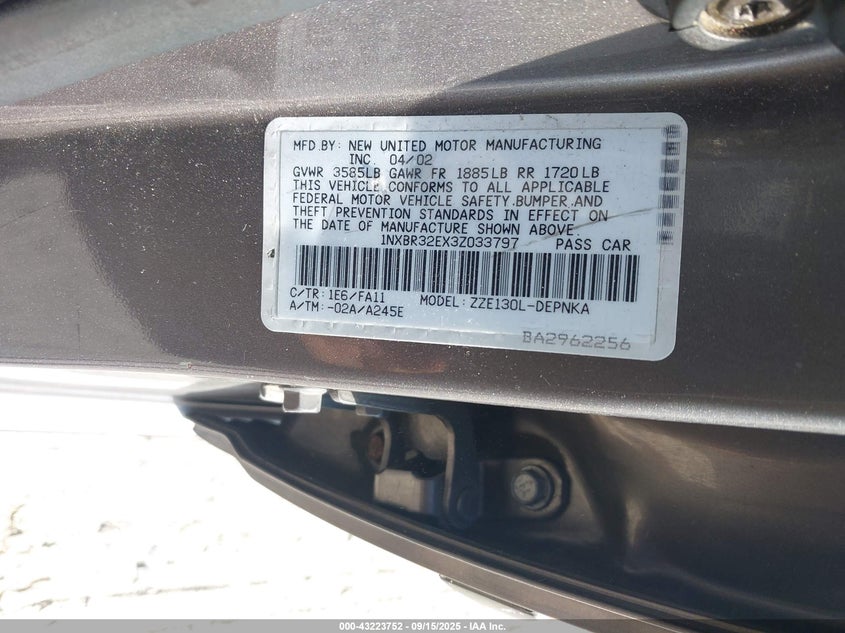 MFD.BY: NEW UNITED MOTOR MANUFACTURING
INC. 04/02
GVWR 3585LB GAWR FR 1885LB RR 1720LB
THIS VEHICLE CONFORMS TO ALL APPLICABLE
FEDERAL MOTOR VEHICLE SAFETY,BUMPER,AND
THEFT PREVENTION STANDARDS IN EFFECT ON
THE DATE OF MANUFACTURE SHOWN ABOVE.
1NXBR32EX3Z033797 PASS CAR
C/TR: 1E6/FA11 MODEL: ZZE130L-DEPNKA
A/TM: -02A/A245E
BA2962256
000-43223752 - 09/15/2025 - IAA Inc.